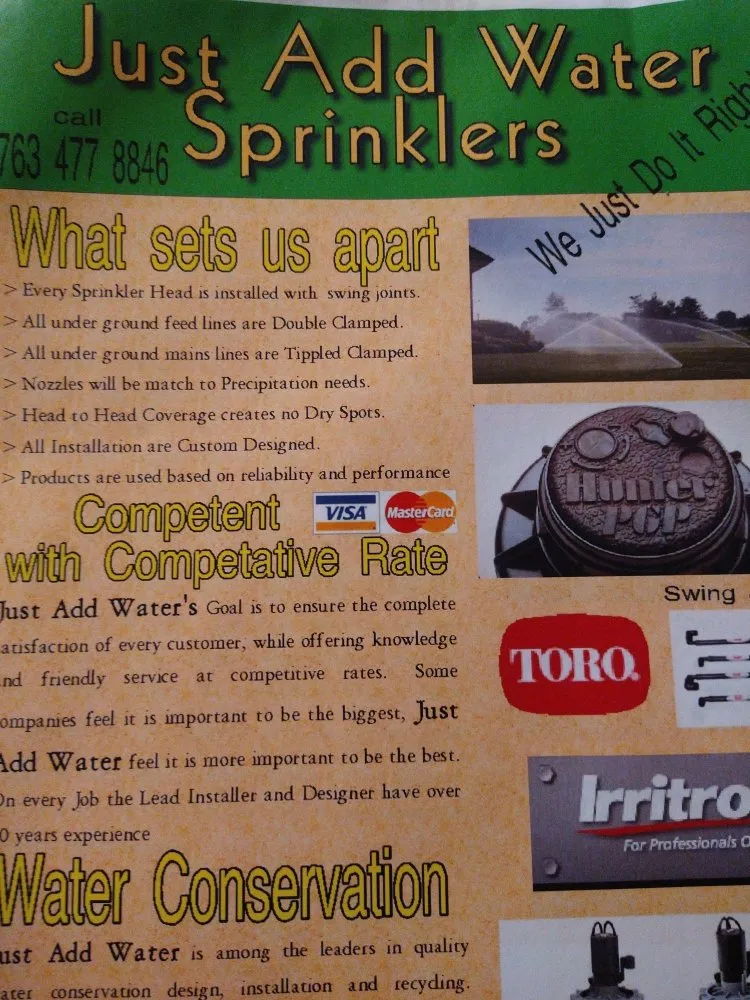 Just Add Water
Sprinklers
call
763 477 8846
We Just Do It Right
What sets us apart
> Every Sprinkler Head is installed with swing joints.
> All under ground feed lines are Double Clamped.
> All under ground mains lines are Tippled Clamped.
> Nozzles will be match to Precipitation needs.
> Head to Head Coverage creates no Dry Spots.
> All Installation are Custom Designed.
> Products are used based on reliability and performance
Hunter
PGP
Competent
VISA MasterCard
with Competative Rate
Swing
Just Add Water's Goal is to ensure the complete
atisfaction of every customer, while offering knowledge
nd friendly service at competitive rates. Some
ompanies feel it is important to be the biggest, Just
Add Water feel it is more important to be the best.
On every Job the Lead Installer and Designer have over
0 years experience
TORO.
Irritro
For Professionals O
Water Conservation
ust Add Water is among the leaders in quality
ater conservation design, installation and recyding.